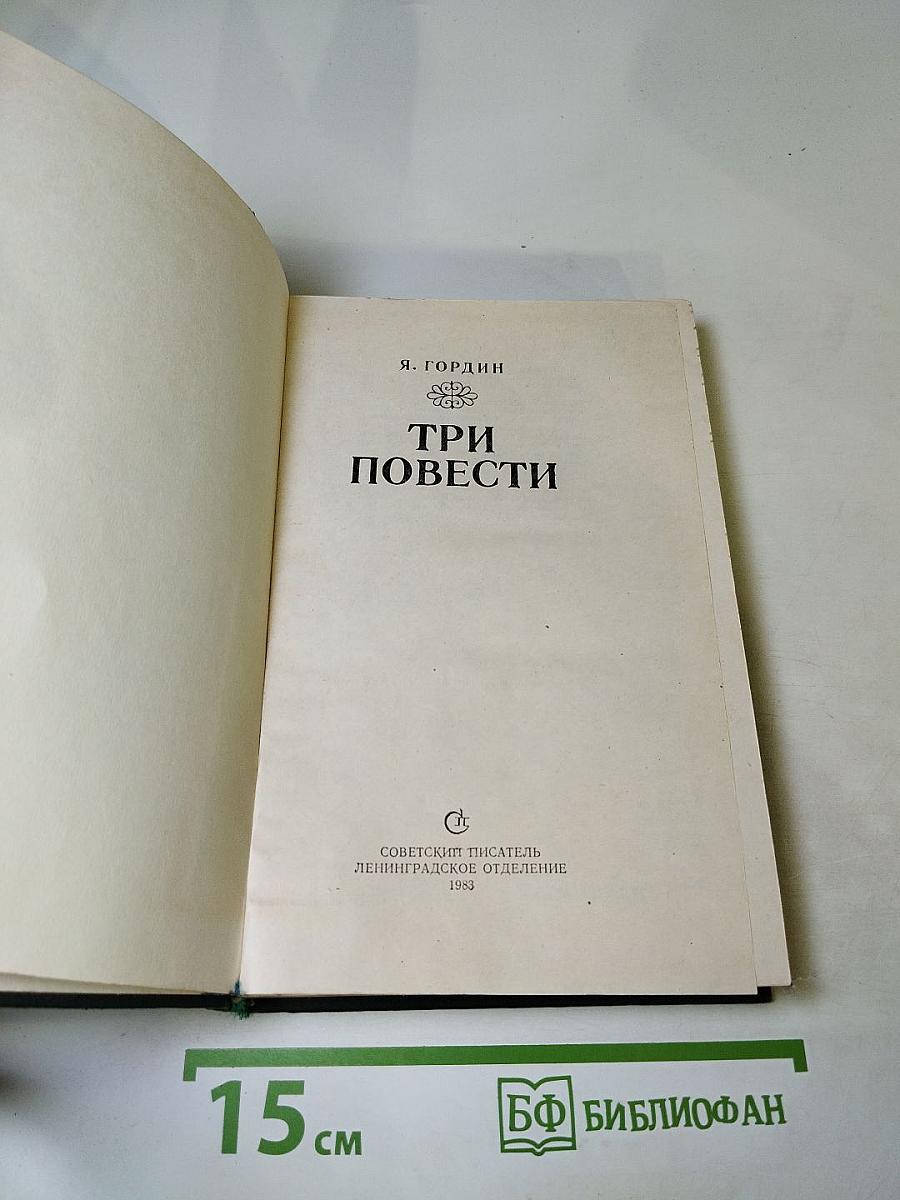 Я. ГОРДИН
ТРИ
ПОВЕСТИ
СП
СОВЕТСКИЙ ПИСАТЕЛЬ
ЛЕНИНГРАДСКОЕ ОТДЕЛЕНИЕ
1983
15 см
БФ БИБЛИОФАН